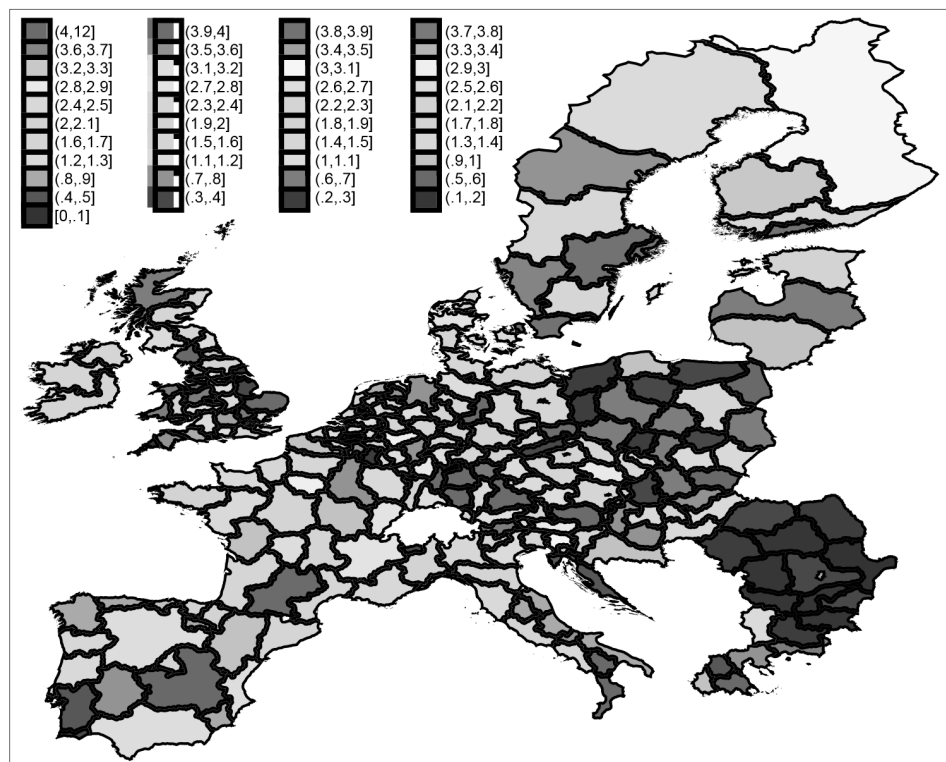 (4,12] (3.9,4] (3.8,3.9] (3.7,3.8]
(3.6,3.7] (3.5,3.6] (3.4,3.5] (3.3,3.4]
(3.2,3.3] (3.1,3.2] (3,3.1] (2.9,3]
(2.8,2.9] (2.7,2.8] (2.6,2.7] (2.5,2.6]
(2.4,2.5] (2.3,2.4] (2.2,2.3] (2.1,2.2]
(2,2.1] (1.9,2] (1.8,1.9] (1.7,1.8]
(1.6,1.7] (1.5,1.6] (1.4,1.5] (1.3,1.4]
(1.2,1.3] (1.1,1.2] (1,1.1] (.9,1]
(.8,.9] (.7,.8] (.6,.7] (.5,.6]
(.4,.5] (.3,.4] (.2,.3] (.1,.2]
[0,.1]